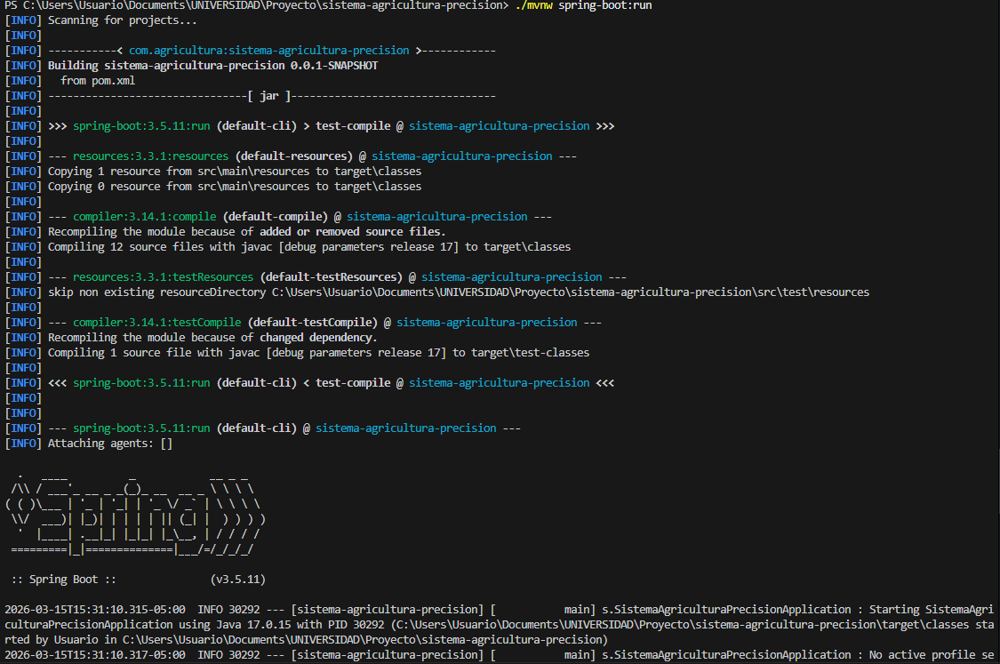 PS C:\Users\Usuario\Documents\UNIVERSIDAD\Proyecto\sistema-agricultura-precision> ./mvnw spring-boot:run
[INFO] Scanning for projects...
[INFO]
[INFO] -----------< com.agricultura:sistema-agricultura-precision >------------
[INFO] Building sistema-agricultura-precision 0.0.1-SNAPSHOT
[INFO]   from pom.xml
[INFO] --------------------------------[ jar ]---------------------------------
[INFO]
[INFO] >>> spring-boot:3.5.11:run (default-cli) > test-compile @ sistema-agricultura-precision >>>
[INFO]
[INFO] --- resources:3.3.1:resources (default-resources) @ sistema-agricultura-precision ---
[INFO] Copying 1 resource from src\main\resources to target\classes
[INFO] Copying 0 resource from src\main\resources to target\classes
[INFO]
[INFO] --- compiler:3.14.1:compile (default-compile) @ sistema-agricultura-precision ---
[INFO] Recompiling the module because of added or removed source files.
[INFO] Compiling 12 source files with javac [debug parameters release 17] to target\classes
[INFO]
[INFO] --- resources:3.3.1:testResources (default-testResources) @ sistema-agricultura-precision ---
[INFO] skip non existing resourceDirectory C:\Users\Usuario\Documents\UNIVERSIDAD\Proyecto\sistema-agricultura-precision\src\test\resources
[INFO]
[INFO] --- compiler:3.14.1:testCompile (default-testCompile) @ sistema-agricultura-precision ---
[INFO] Recompiling the module because of changed dependency.
[INFO] Compiling 1 source file with javac [debug parameters release 17] to target\test-classes
[INFO]
[INFO] <<< spring-boot:3.5.11:run (default-cli) < test-compile @ sistema-agricultura-precision <<<
[INFO]
[INFO]
[INFO] --- spring-boot:3.5.11:run (default-cli) @ sistema-agricultura-precision ---
[INFO] Attaching agents: []

  .   ____          _            __ _ _
 /\\ / ___'_ __ _ _(_)_ __  __ _ \ \ \ \
( ( )\___ | '_ | '_| | '_ \/ _` | \ \ \ \
 \\/  ___)| |_)| | | | | || (_| |  ) ) ) )
  '  |____| .__|_| |_|_| |_\__, | / / / /
 =========|_|==============|___/=/_/_/_/

 :: Spring Boot ::               (v3.5.11)

2026-03-15T15:31:10.315-05:00  INFO 30292 --- [sistema-agricultura-precision] [           main] s.SistemaAgriculturaPrecisionApplication : Starting SistemaAgri
culturaPrecisionApplication using Java 17.0.15 with PID 30292 (C:\Users\Usuario\Documents\UNIVERSIDAD\Proyecto\sistema-agricultura-precision\target\classes sta
rted by Usuario in C:\Users\Usuario\Documents\UNIVERSIDAD\Proyecto\sistema-agricultura-precision)
2026-03-15T15:31:10.317-05:00  INFO 30292 --- [sistema-agricultura-precision] [           main] s.SistemaAgriculturaPrecisionApplication : No active profile se